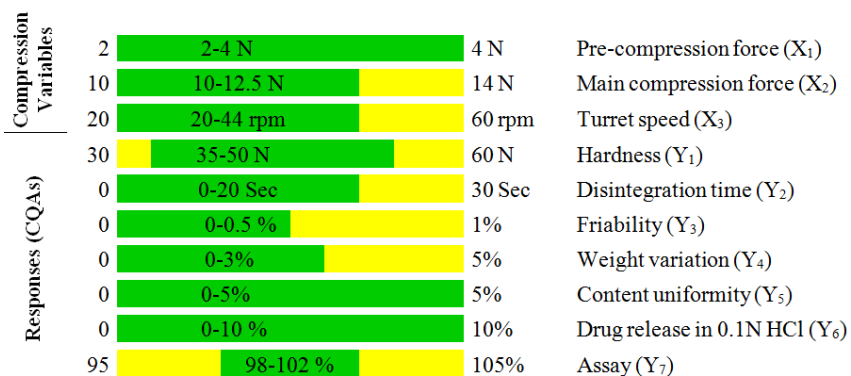 Compression
Variables
2 2-4 N 4 N Pre-compression force (X₁)
10 10-12.5 N 14 N Main compression force (X₂)
20 20-44 rpm 60 rpm Turret speed (X₃)
Responses (CQAs)
30 35-50 N 60 N Hardness (Y₁)
0 0-20 Sec 30 Sec Disintegration time (Y₂)
0 0-0.5 % 1% Friability (Y₃)
0 0-3% 5% Weight variation (Y₄)
0 0-5% 5% Content uniformity (Y₅)
0 0-10 % 10% Drug release in 0.1N HCl (Y₆)
95 98-102 % 105% Assay (Y₇)